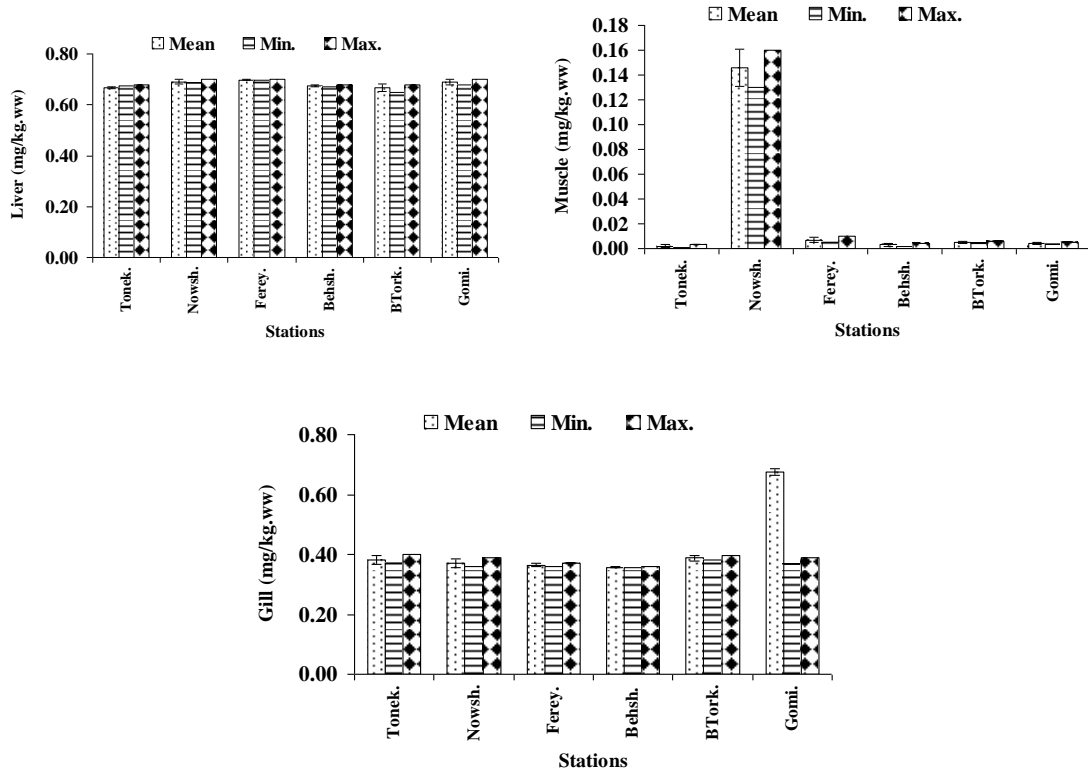 Mean Min. Max.
0.80
0.60
0.40
0.20
0.00
Liver (mg/kg.ww)
Tonek.
Nowsh.
Ferey.
Behsh.
BTork.
Gomi.
Stations
Mean Min. Max.
0.16
0.14
0.12
0.10
0.08
0.06
0.04
0.02
0.00
Muscle (mg/kg.ww)
Tonek.
Nowsh.
Ferey.
Behsh.
BTork.
Gomi.
Stations
Mean Min. Max.
0.80
0.60
0.40
0.20
0.00
Gill (mg/kg.ww)
Tonek.
Nowsh.
Ferey.
Behsh.
BTork.
Gomi.
Stations